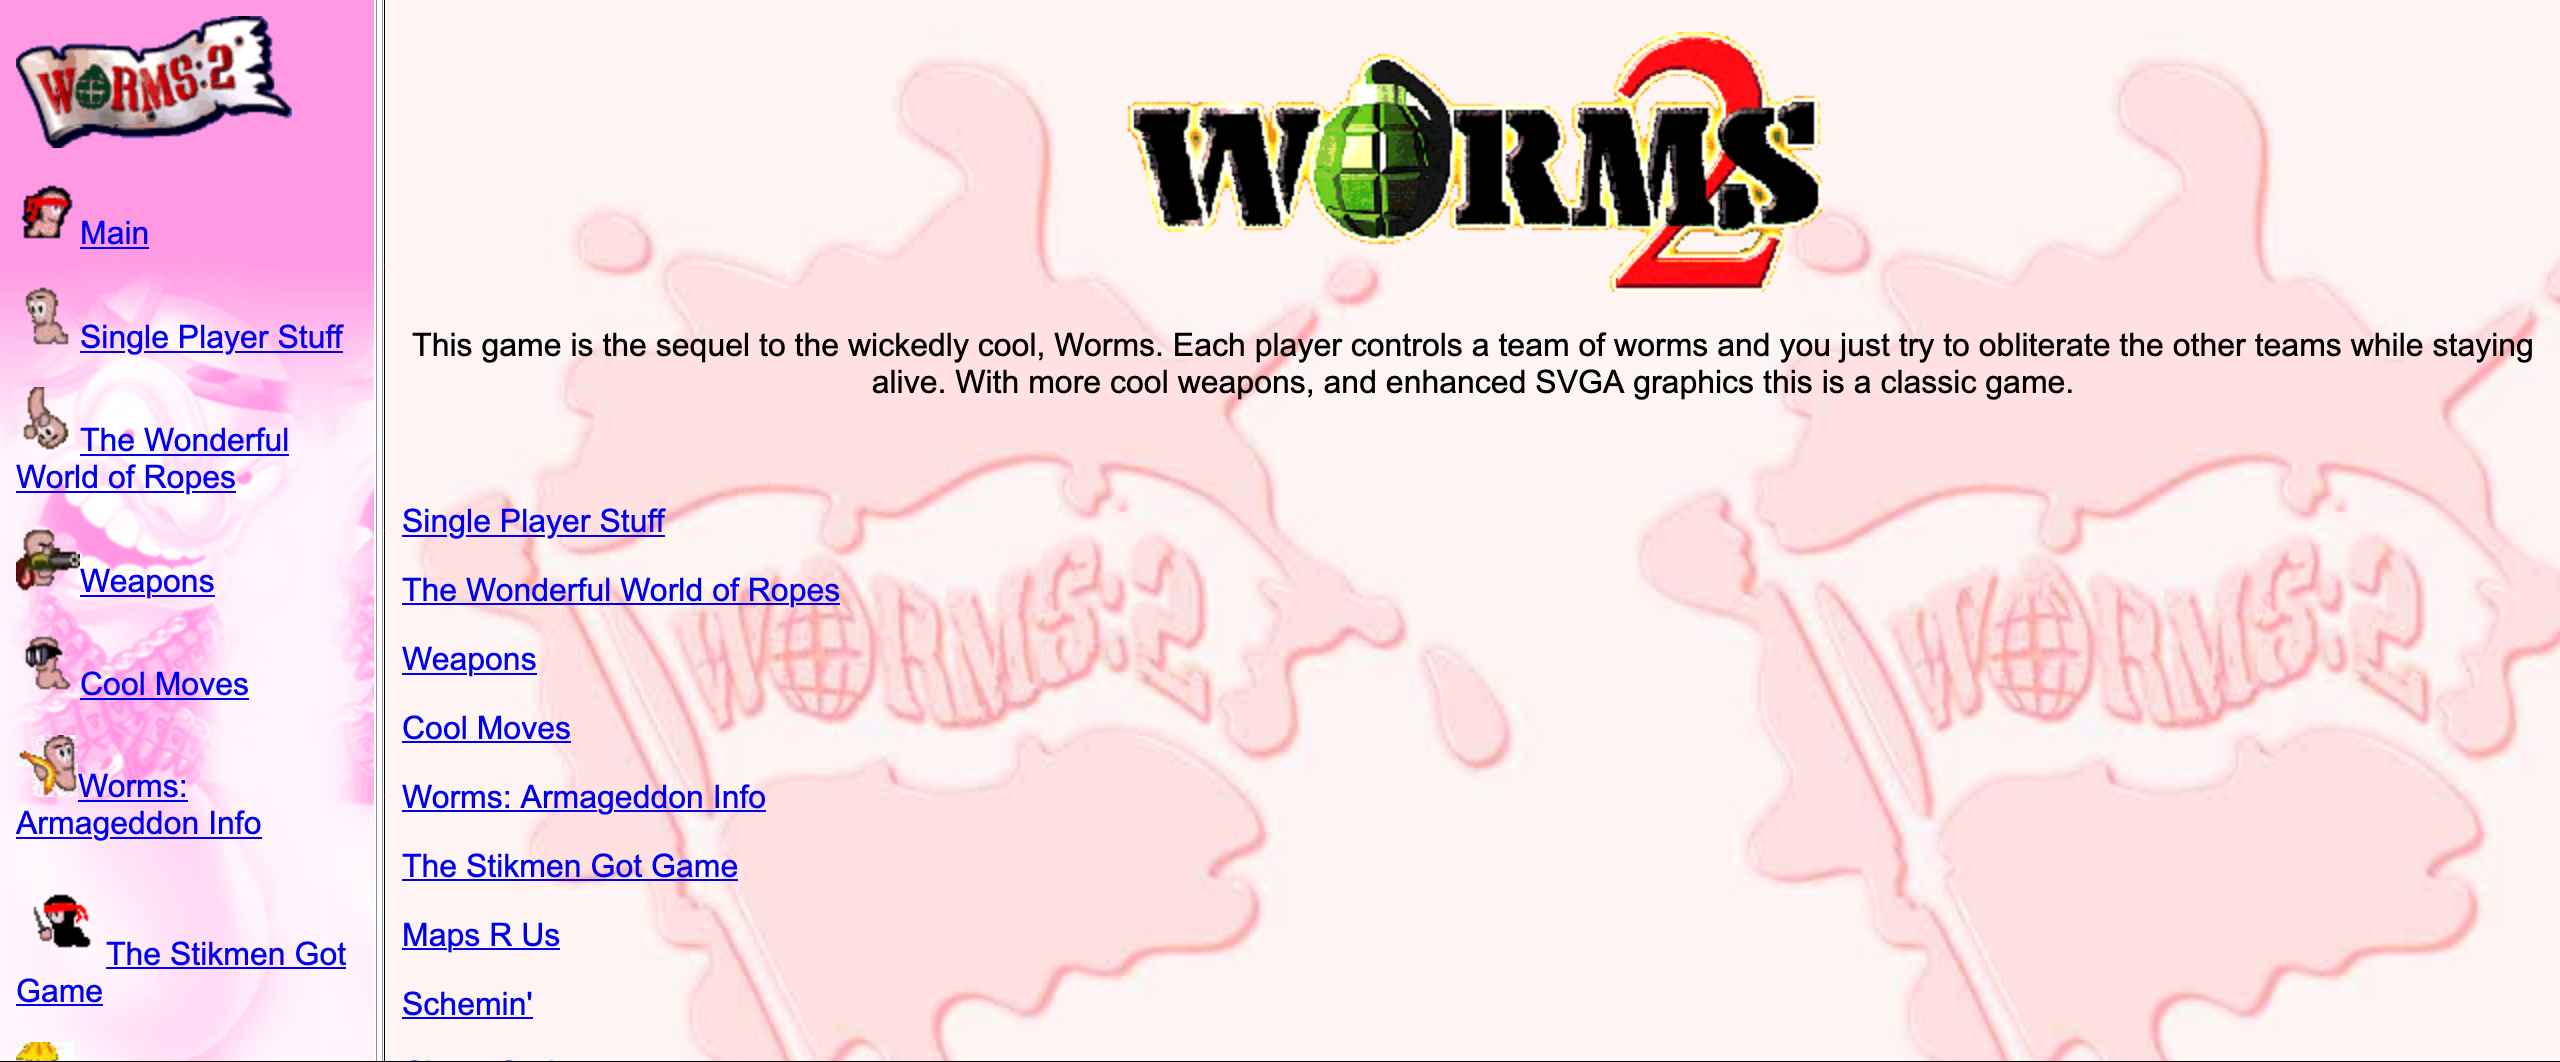 WORMS:2
Main
Single Player Stuff
The Wonderful
World of Ropes
Weapons
Cool Moves
Worms:
Armageddon Info
The Stikmen Got
Game
WORMS 2
This game is the sequel to the wickedly cool, Worms. Each player controls a team of worms and you just try to obliterate the other teams while staying
alive. With more cool weapons, and enhanced SVGA graphics this is a classic game.
Single Player Stuff
The Wonderful World of Ropes
Weapons
Cool Moves
Worms: Armageddon Info
The Stikmen Got Game
Maps R Us
Schemin'
WORMS:2
WORMS:2